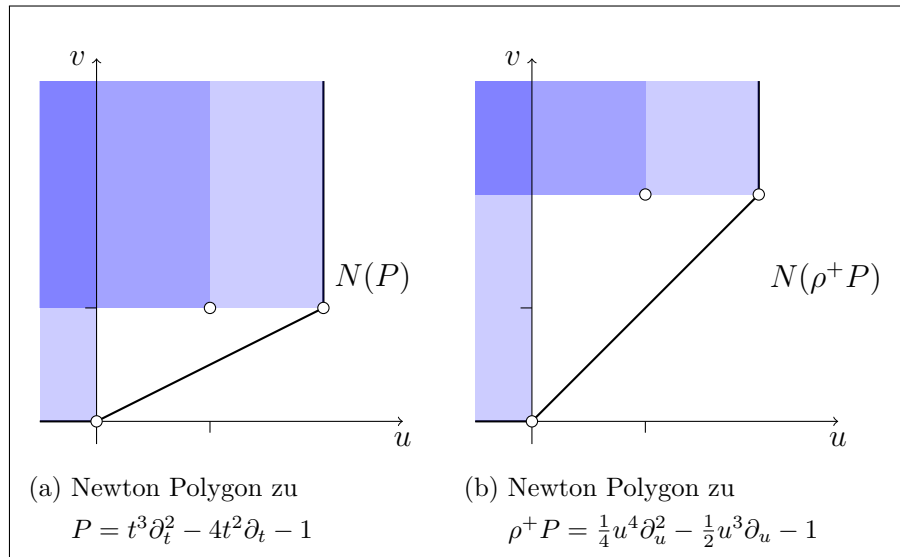 v
v
N(P)
N(ρ⁺P)
u
u
(a) Newton Polygon zu
P = t³∂ₜ² − 4t²∂ₜ − 1
(b) Newton Polygon zu
ρ⁺P = ¼u⁴∂ᵤ² − ½u³∂ᵤ − 1